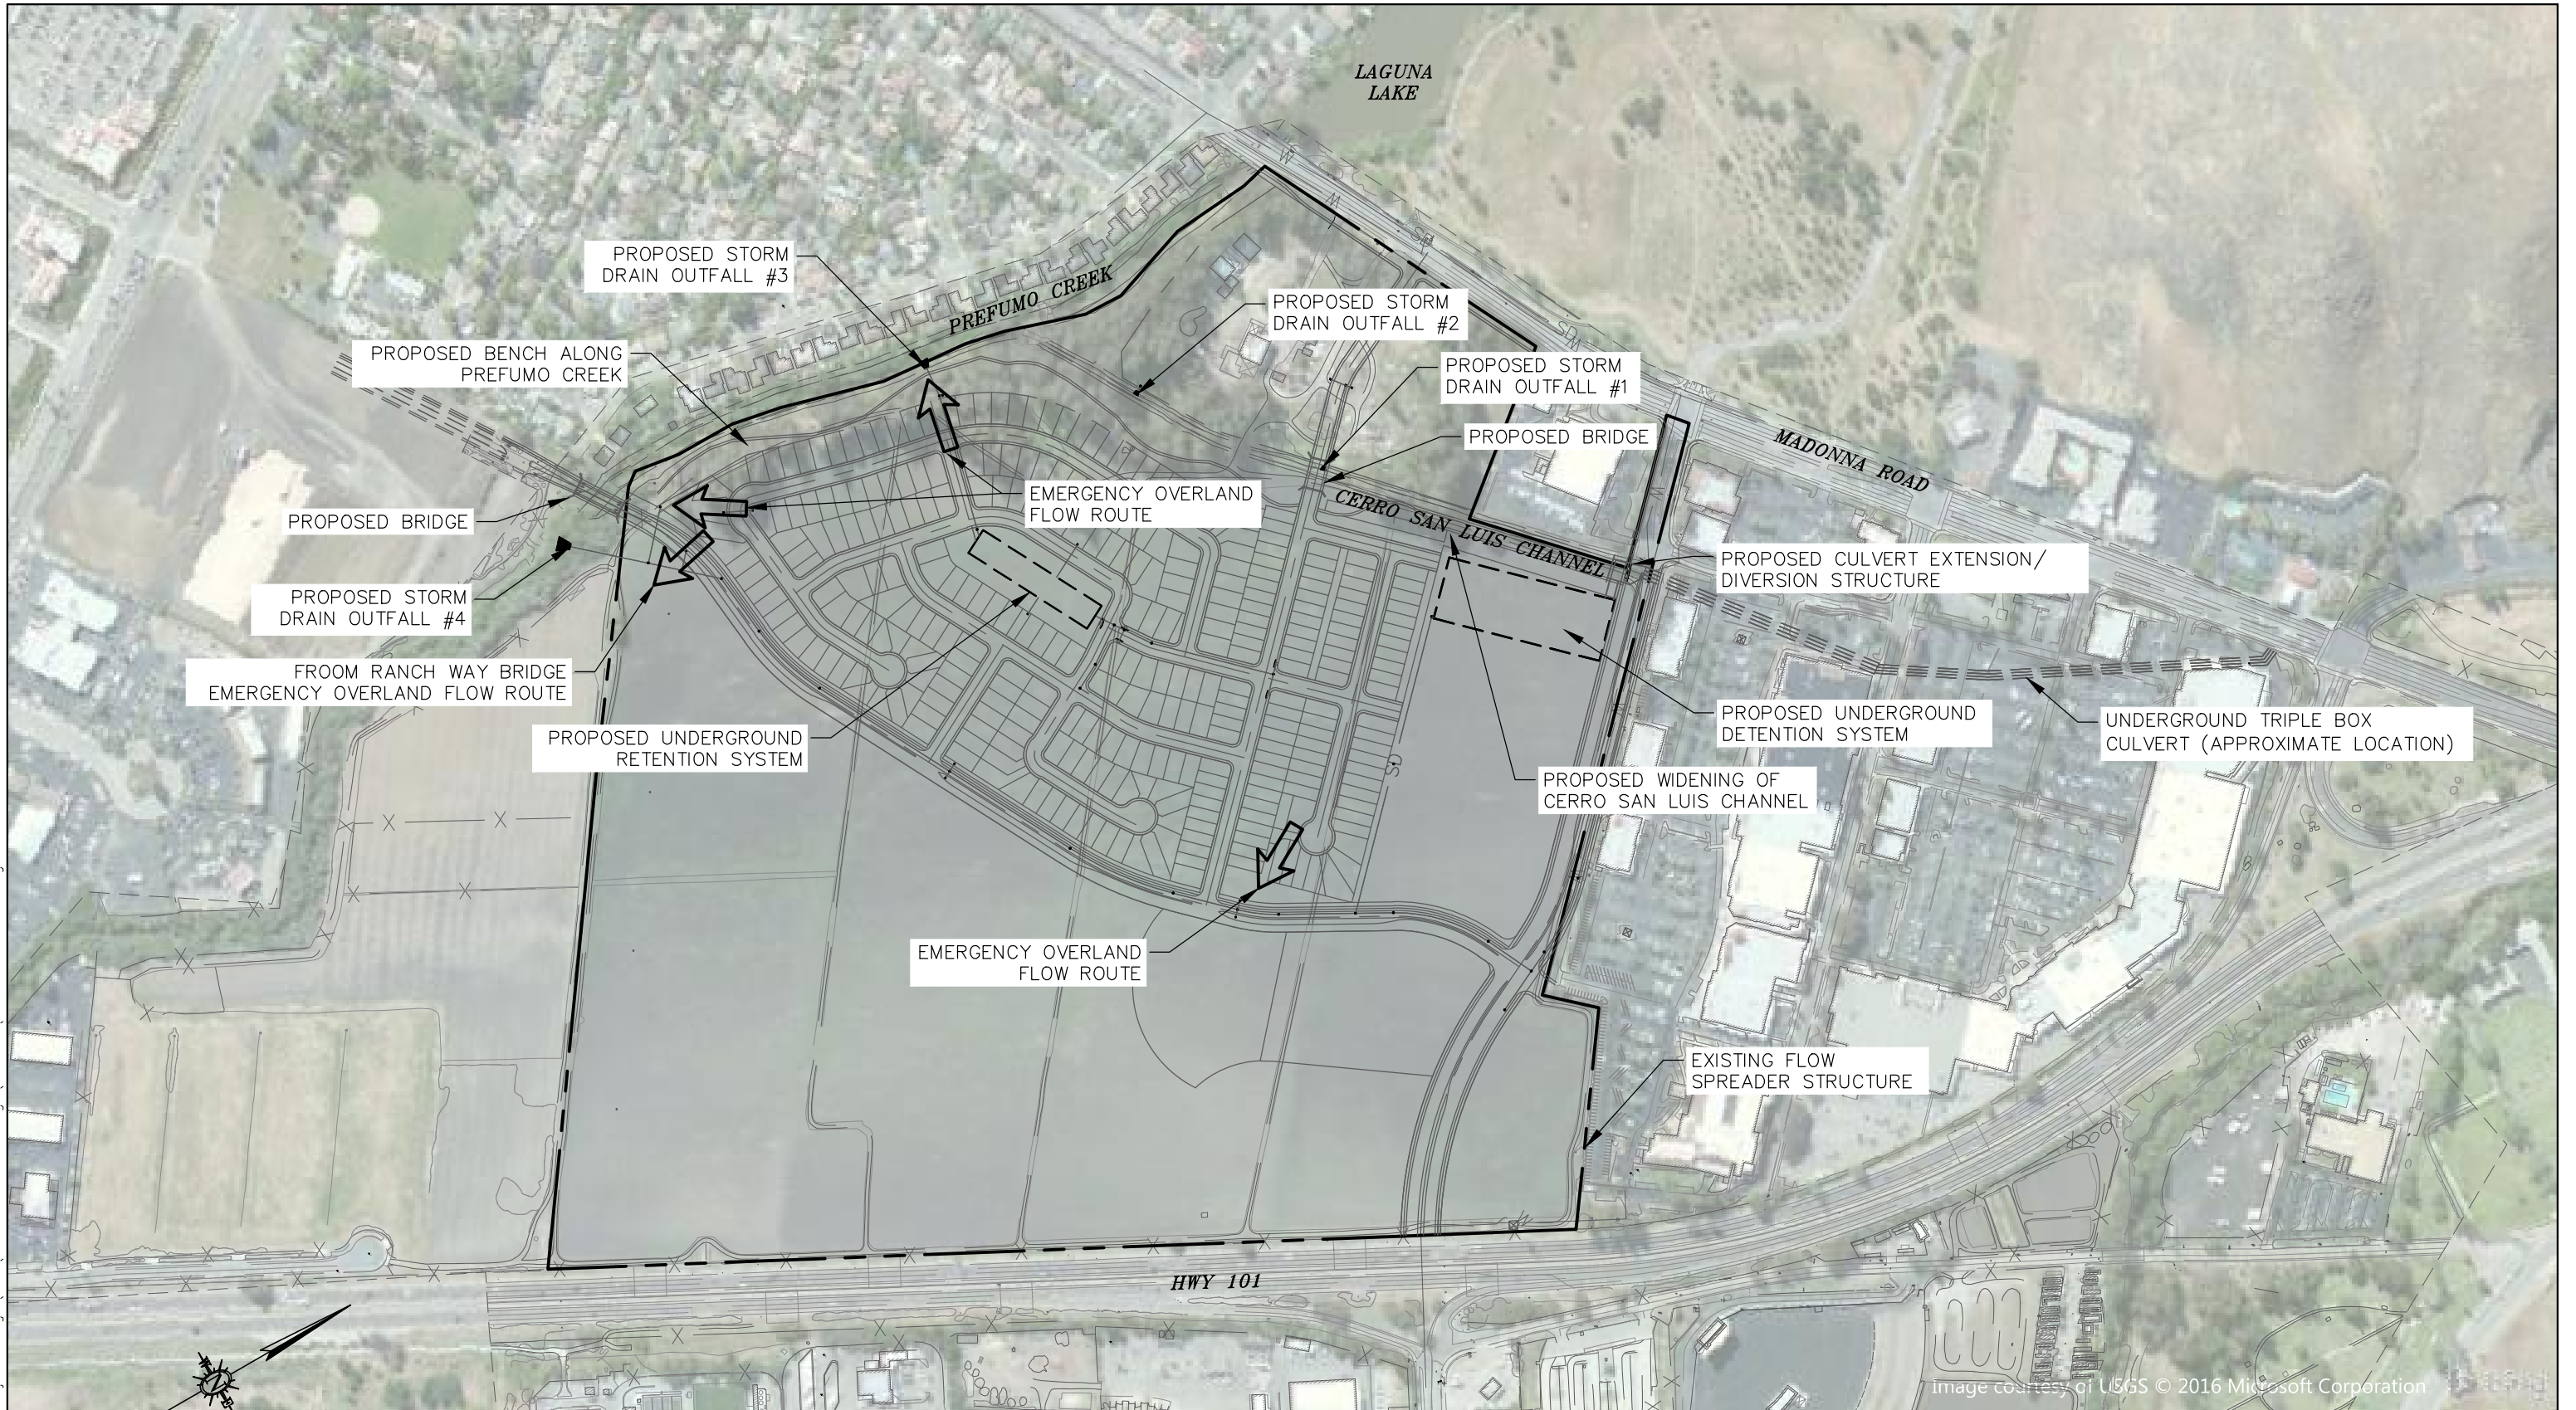 LAGUNA
LAKE
PROPOSED STORM
DRAIN OUTFALL #3
PREFUMO CREEK
PROPOSED STORM
DRAIN OUTFALL #2
PROPOSED BENCH ALONG
PREFUMO CREEK
PROPOSED STORM
DRAIN OUTFALL #1
PROPOSED BRIDGE
MADONNA ROAD
EMERGENCY OVERLAND
FLOW ROUTE
CERRO SAN LUIS CHANNEL
PROPOSED BRIDGE
PROPOSED CULVERT EXTENSION/
DIVERSION STRUCTURE
PROPOSED STORM
DRAIN OUTFALL #4
FROOM RANCH WAY BRIDGE
EMERGENCY OVERLAND FLOW ROUTE
PROPOSED UNDERGROUND
RETENTION SYSTEM
PROPOSED UNDERGROUND
DETENTION SYSTEM
UNDERGROUND TRIPLE BOX
CULVERT (APPROXIMATE LOCATION)
SD
PROPOSED WIDENING OF
CERRO SAN LUIS CHANNEL
EMERGENCY OVERLAND
FLOW ROUTE
EXISTING FLOW
SPREADER STRUCTURE
HWY 101
N
Image courtesy of USGS © 2016 Microsoft Corporation